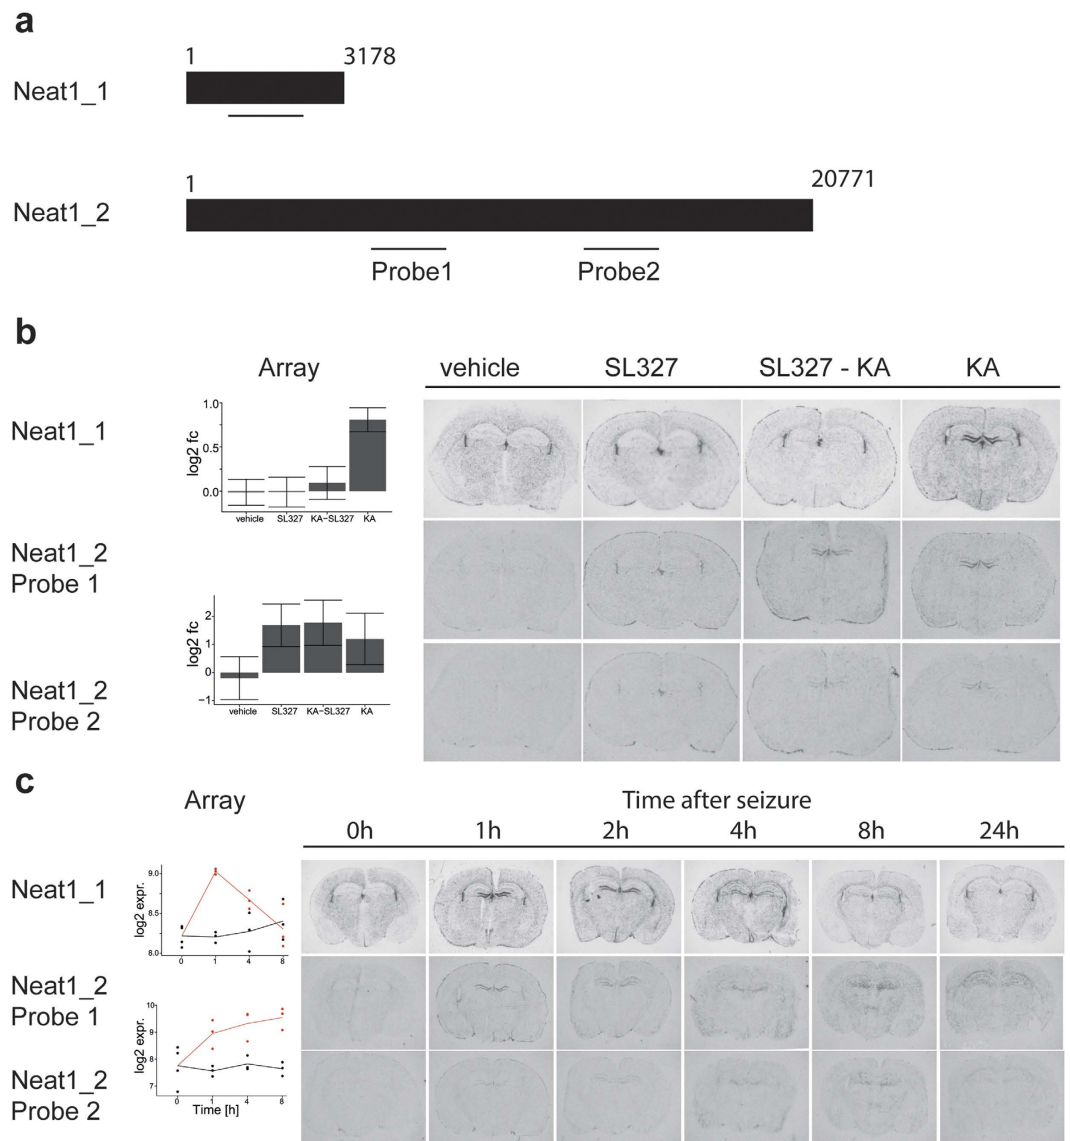 a
1 3178
Neat1_1
1 20771
Neat1_2
Probe1 Probe2
b
Array vehicle SL327 SL327 - KA KA
Neat1_1
log2 fc
1.0
0.5
0.0
vehicle SL327 KA-SL327 KA
Neat1_2
Probe 1
log2 fc
2
1
0
-1
vehicle SL327 KA-SL327 KA
Neat1_2
Probe 2
c
Array Time after seizure
0h 1h 2h 4h 8h 24h
Neat1_1
log2 expr.
9.0
8.5
8.0
0 1 4 8
Neat1_2
Probe 1
log2 expr.
10
9
8
7
0 1 4 8
Time [h]
Neat1_2
Probe 2